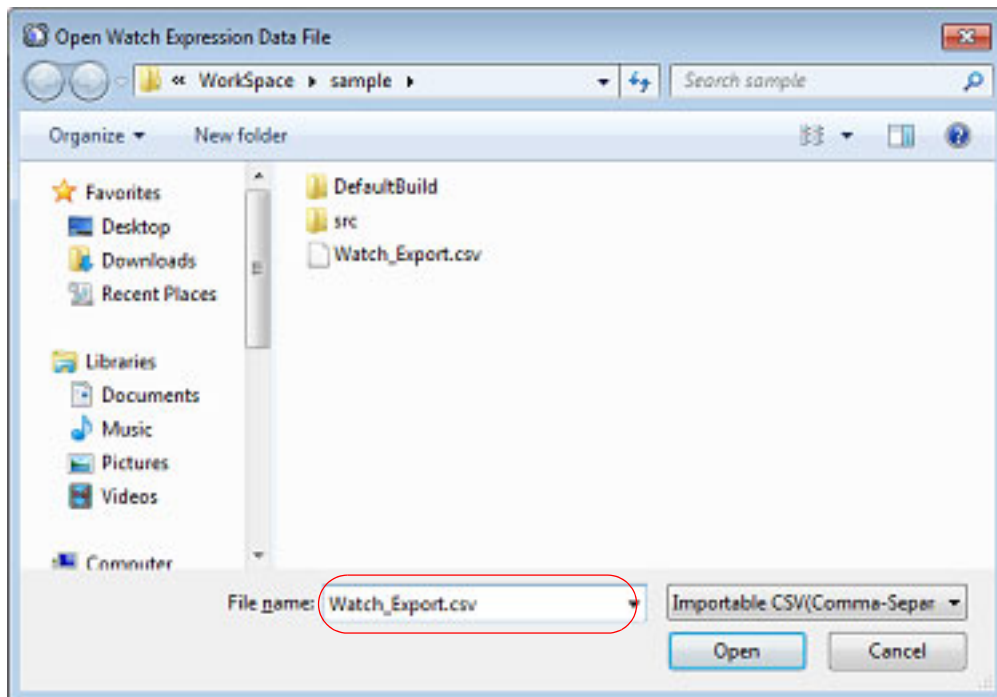 Open Watch Expression Data File
« WorkSpace ▸ sample ▸
Search sample
Organize
New folder
Favorites
Desktop
Downloads
Recent Places
Libraries
Documents
Music
Pictures
Videos
Computer
DefaultBuild
src
Watch_Export.csv
File name: Watch_Export.csv
Importable CSV(Comma-Separ
Open
Cancel